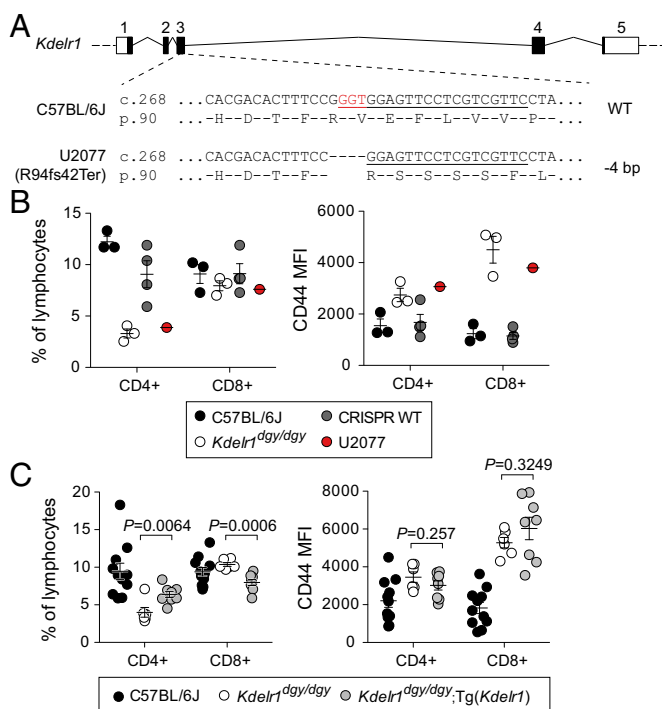 A
1 2 3 4 5
Kdelr1
C57BL/6J c.268 ...CACGACACTTTCCGGGTGGAGTTCCTCGTCGTTCCTA... WT
p.90 ...H--D--T--F--R--V--E--F--L--V--V--P-...
U2077 c.268 ...CACGACACTTTCC----GGAGTTCCTCGTCGTTCCTA... -4 bp
(R94fs42Ter) p.90 ...H--D--T--F- R--S--S--S--F--L-...
B
% of lymphocytes
15
10
5
0
CD4+ CD8+
CD44 MFI
6000
4000
2000
0
CD4+ CD8+
C57BL/6J CRISPR WT
Kdelr1dgy/dgy U2077
C
% of lymphocytes
20
15
10
5
0
P=0.0064 P=0.0006
CD4+ CD8+
CD44 MFI
8000
6000
4000
2000
0
P=0.3249
P=0.257
CD4+ CD8+
C57BL/6J Kdelr1dgy/dgy Kdelr1dgy/dgy;Tg(Kdelr1)